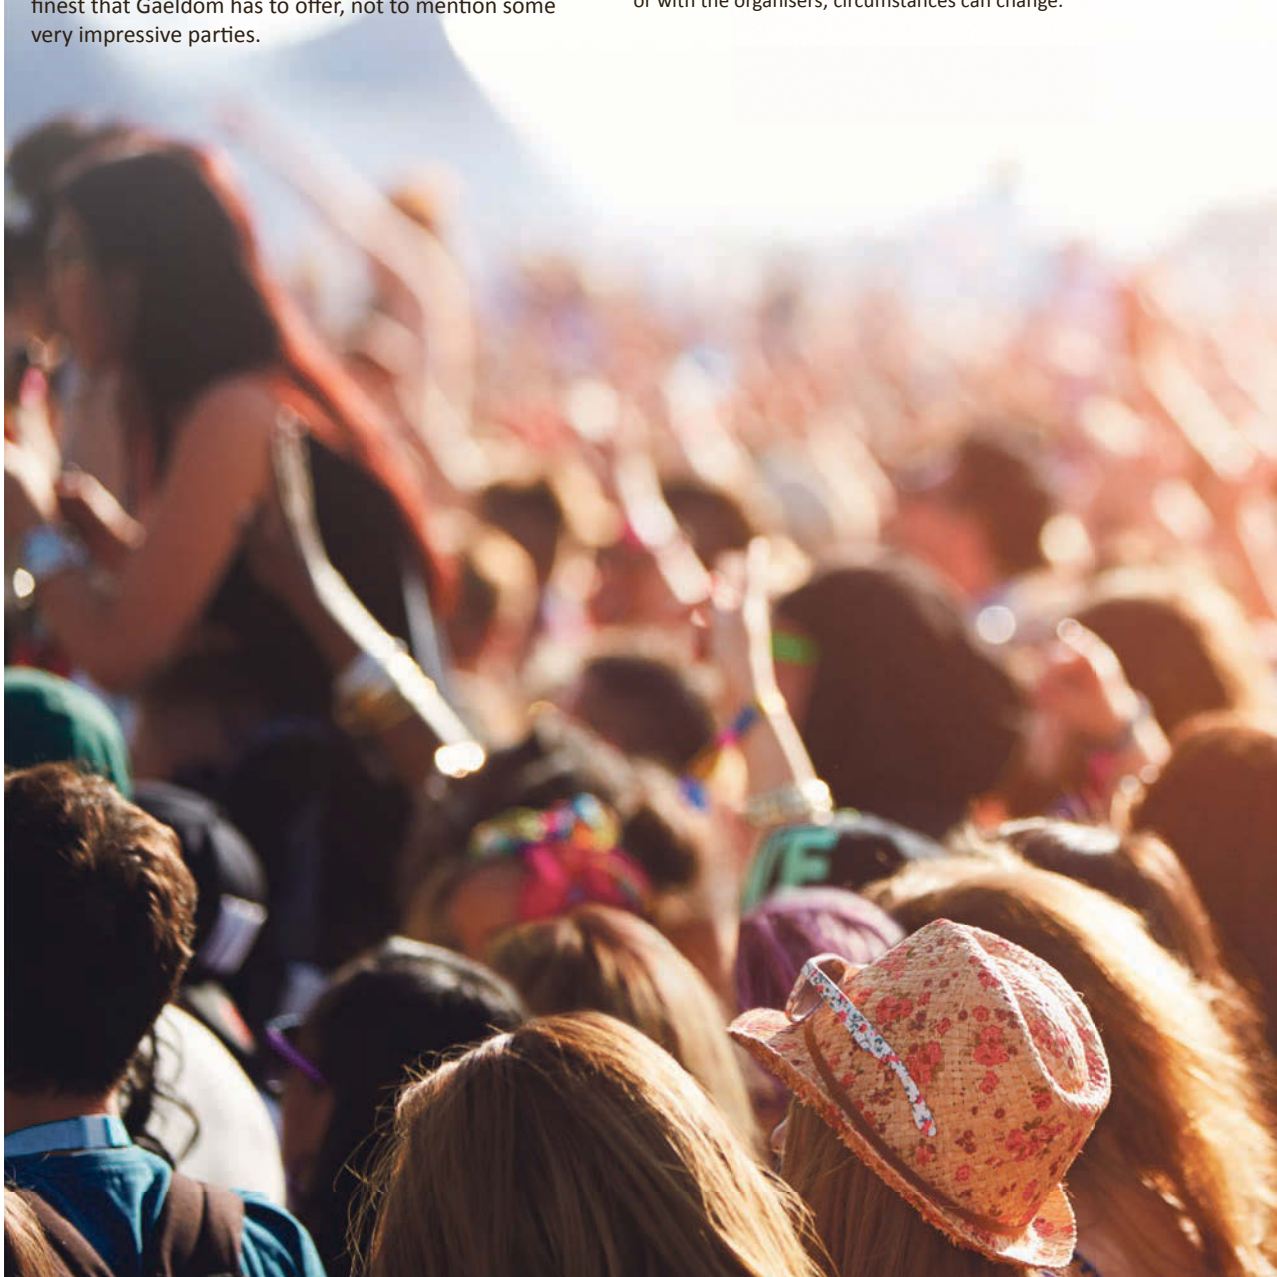 finest that Gaeldom has to offer, not to mention some
very impressive parties.
or with the organisers, circumstances can change.